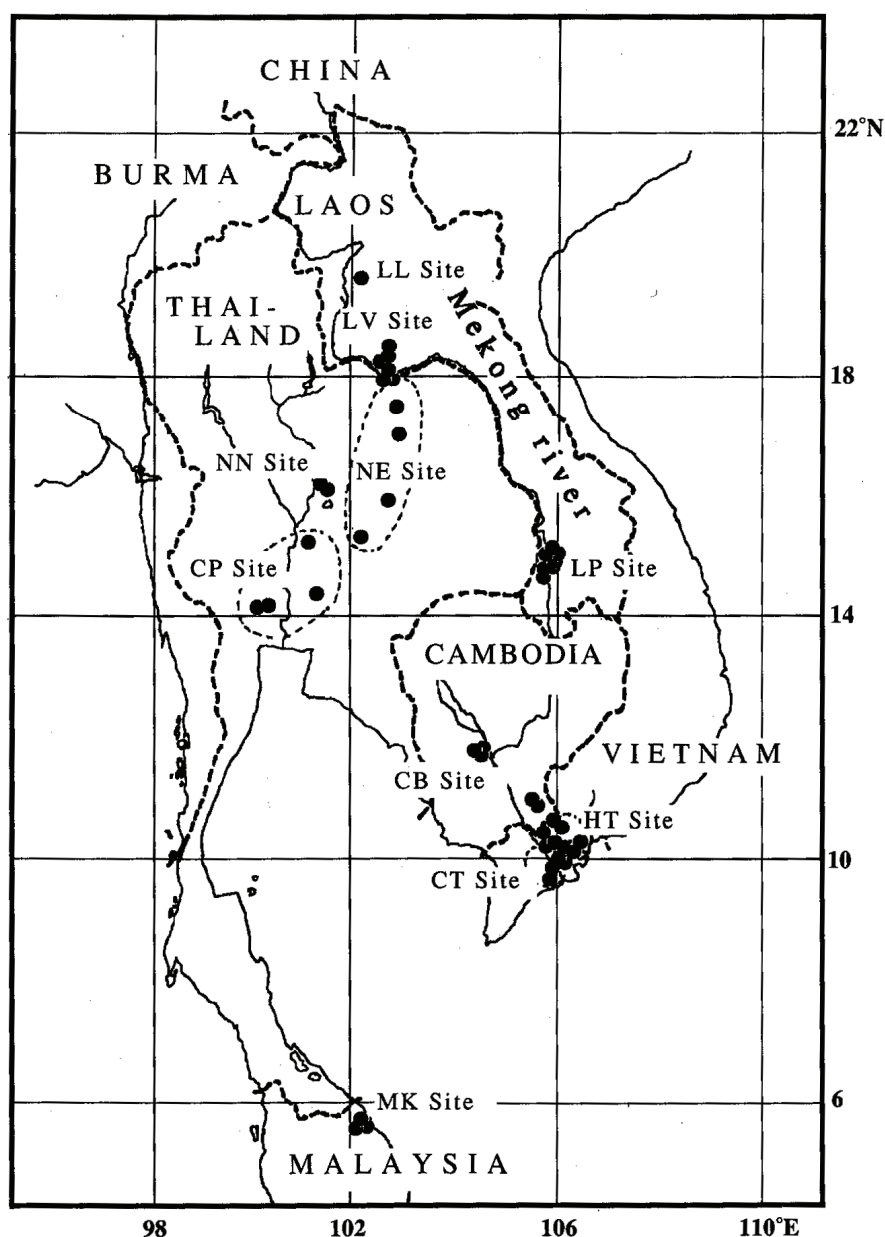 CHINA
22°N
BURMA
LAOS
LL Site
THAI-
LAND
LV Site
Mekong river
18
NN Site
NE Site
CP Site
LP Site
14
CAMBODIA
VIETNAM
CB Site
HT Site
10
CT Site
MK Site
6
MALAYSIA
98
102
106
110°E